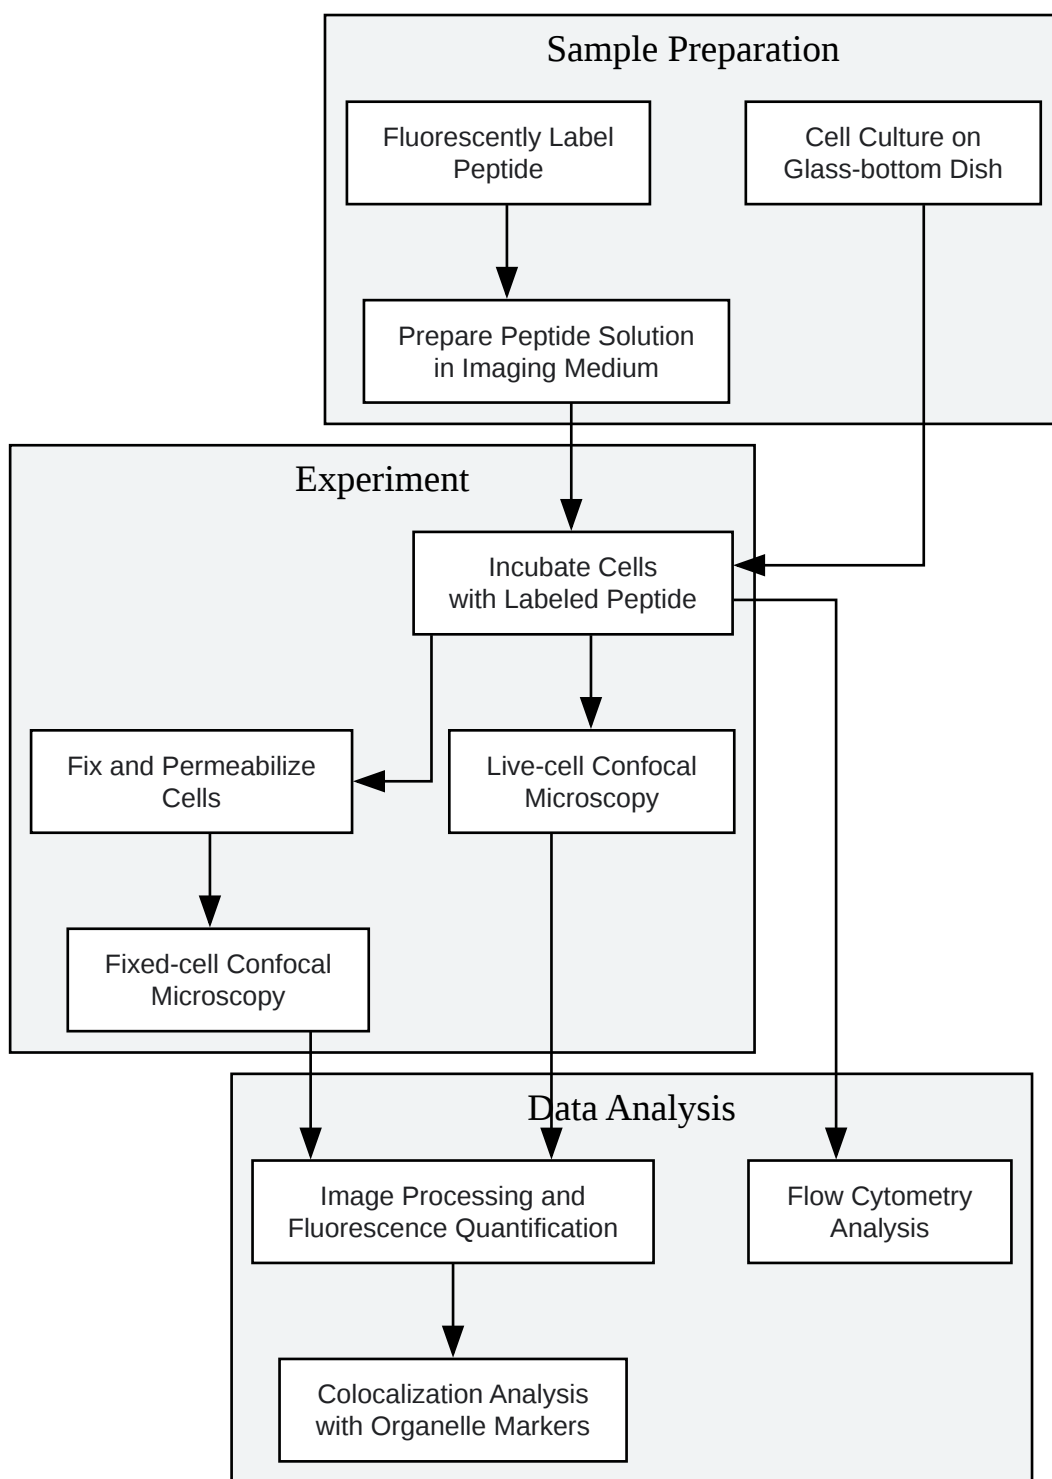 Sample Preparation
Fluorescently Label
Peptide
Cell Culture on
Glass-bottom Dish
Prepare Peptide Solution
in Imaging Medium
Experiment
Incubate Cells
with Labeled Peptide
Fix and Permeabilize
Cells
Live-cell Confocal
Microscopy
Fixed-cell Confocal
Microscopy
Data Analysis
Image Processing and
Fluorescence Quantification
Flow Cytometry
Analysis
Colocalization Analysis
with Organelle Markers